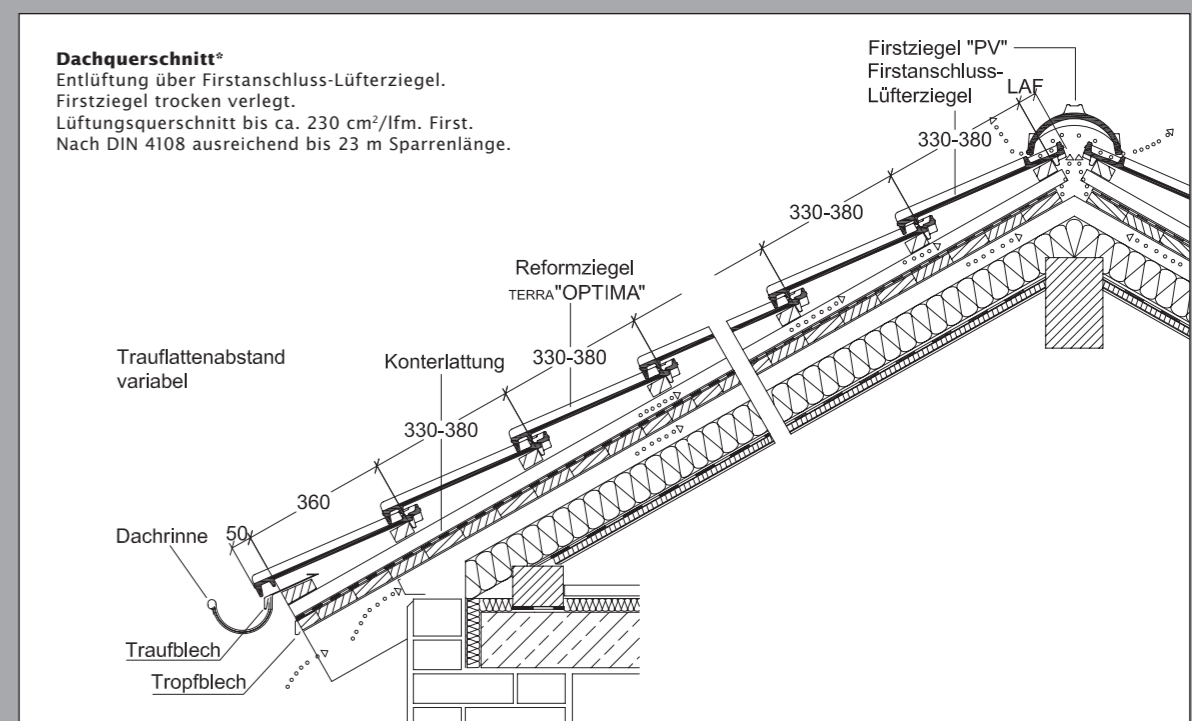 Dachquerschnitt*
Entlüftung über Firstanschluss-Lüfterziegel.
Firstziegel trocken verlegt.
Lüftungsquerschnitt bis ca. 230 cm²/lfm. First.
Nach DIN 4108 ausreichend bis 23 m Sparrenlänge.
Firstziegel "PV"
Firstanschluss-
Lüfterziegel
LAF
330-380
330-380
Reformziegel
TERRA "OPTIMA"
Trauflattenabstand
variabel
Konterlattung
330-380
330-380
360
50
Dachrinne
Traufblech
Tropfblech